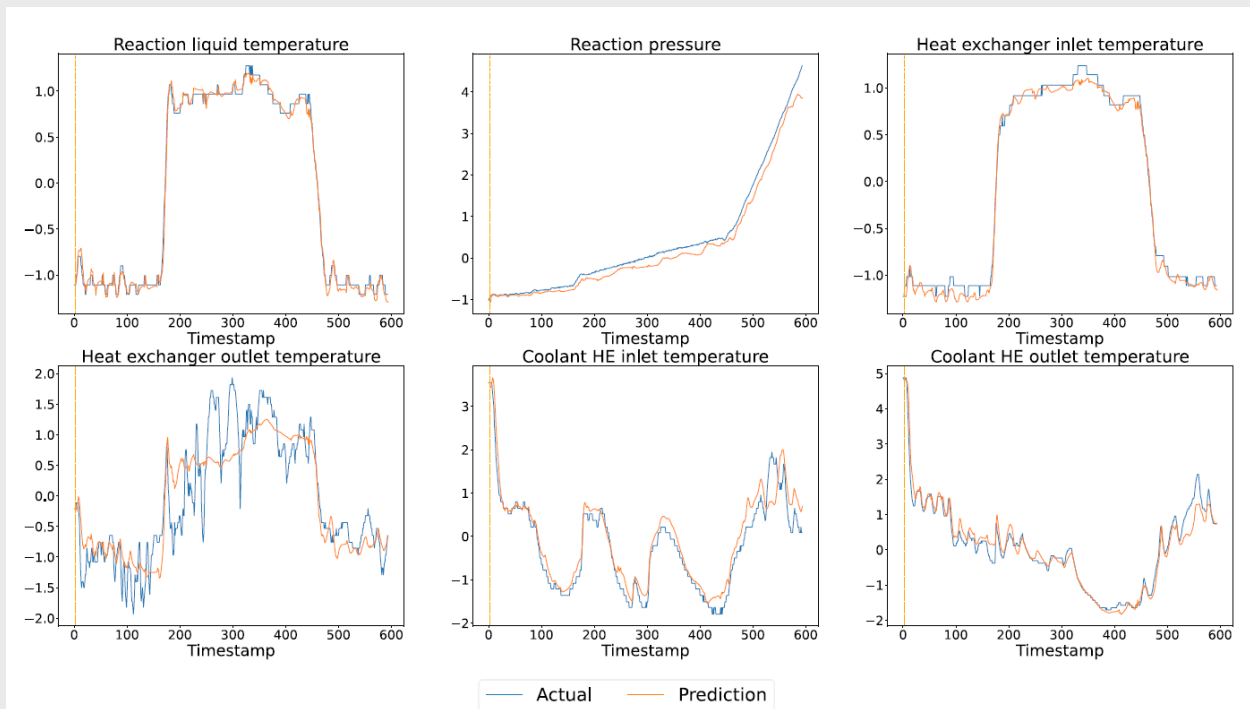 Reaction liquid temperature
1.0
0.5
0.0
−0.5
−1.0
0 100 200 300 400 500 600
Timestamp
Reaction pressure
4
3
2
1
0
−1
0 100 200 300 400 500 600
Timestamp
Heat exchanger inlet temperature
1.0
0.5
0.0
−0.5
−1.0
0 100 200 300 400 500 600
Timestamp
Heat exchanger outlet temperature
2.0
1.5
1.0
0.5
0.0
−0.5
−1.0
−1.5
−2.0
0 100 200 300 400 500 600
Timestamp
Coolant HE inlet temperature
3
2
1
0
−1
−2
0 100 200 300 400 500 600
Timestamp
Coolant HE outlet temperature
5
4
3
2
1
0
−1
−2
0 100 200 300 400 500 600
Timestamp
Actual Prediction